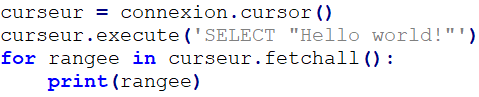 curseur = connexion.cursor()
curseur.execute('SELECT "Hello world!"')
for rangee in curseur.fetchall():
    print(rangee)